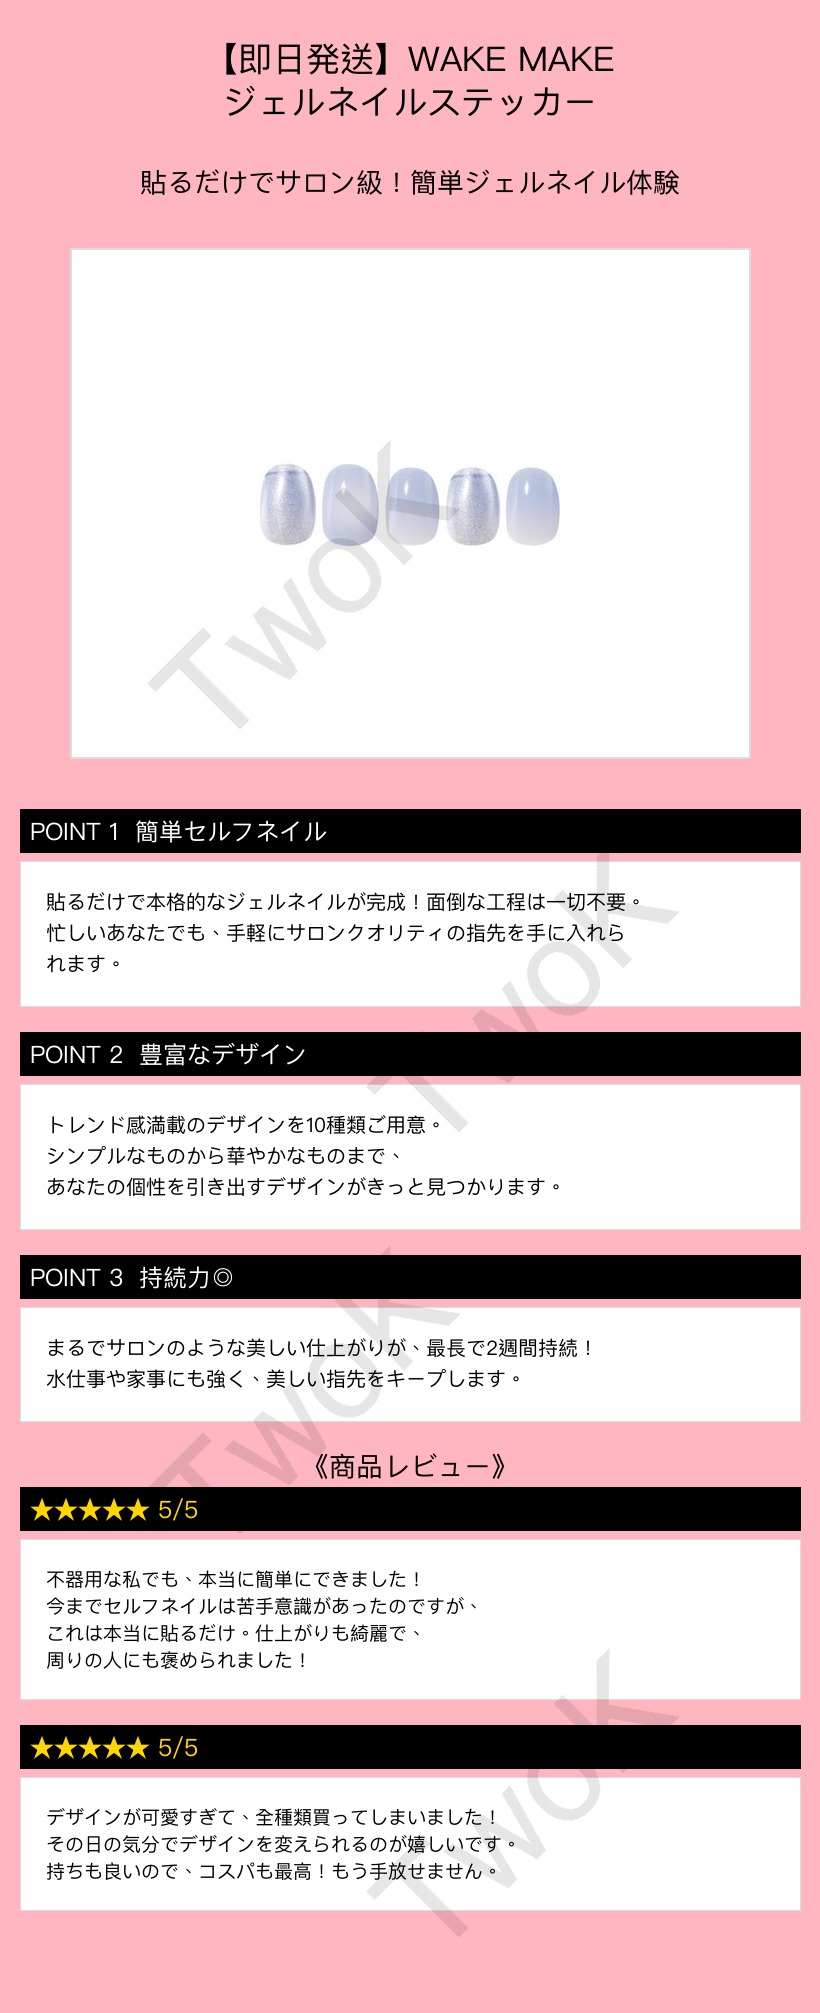 【即日発送】WAKE MAKE
ジェルネイルステッカー
貼るだけでサロン級！簡単ジェルネイル体験
TwoK
POINT 1 簡単セルフネイル
貼るだけで本格的なジェルネイルが完成！面倒な工程は一切不要。
忙しいあなたでも、手軽にサロンクオリティの指先を手に入れら
れます。
TwoK
POINT 2 豊富なデザイン
トレンド感満載のデザインを10種類ご用意。
シンプルなものから華やかなものまで、
あなたの個性を引き出すデザインがきっと見つかります。
POINT 3 持続力◎
まるでサロンのような美しい仕上がりが、最長で2週間持続！
水仕事や家事にも強く、美しい指先をキープします。
TwoK
《商品レビュー》
★★★★★ 5/5
不器用な私でも、本当に簡単にできました！
今までセルフネイルは苦手意識があったのですが、
これは本当に貼るだけ。仕上がりも綺麗で、
周りの人にも褒められました！
★★★★★ 5/5
TwoK
デザインが可愛すぎて、全種類買ってしまいました！
その日の気分でデザインを変えられるのが嬉しいです。
持ちも良いので、コスパも最高！もう手放せません。